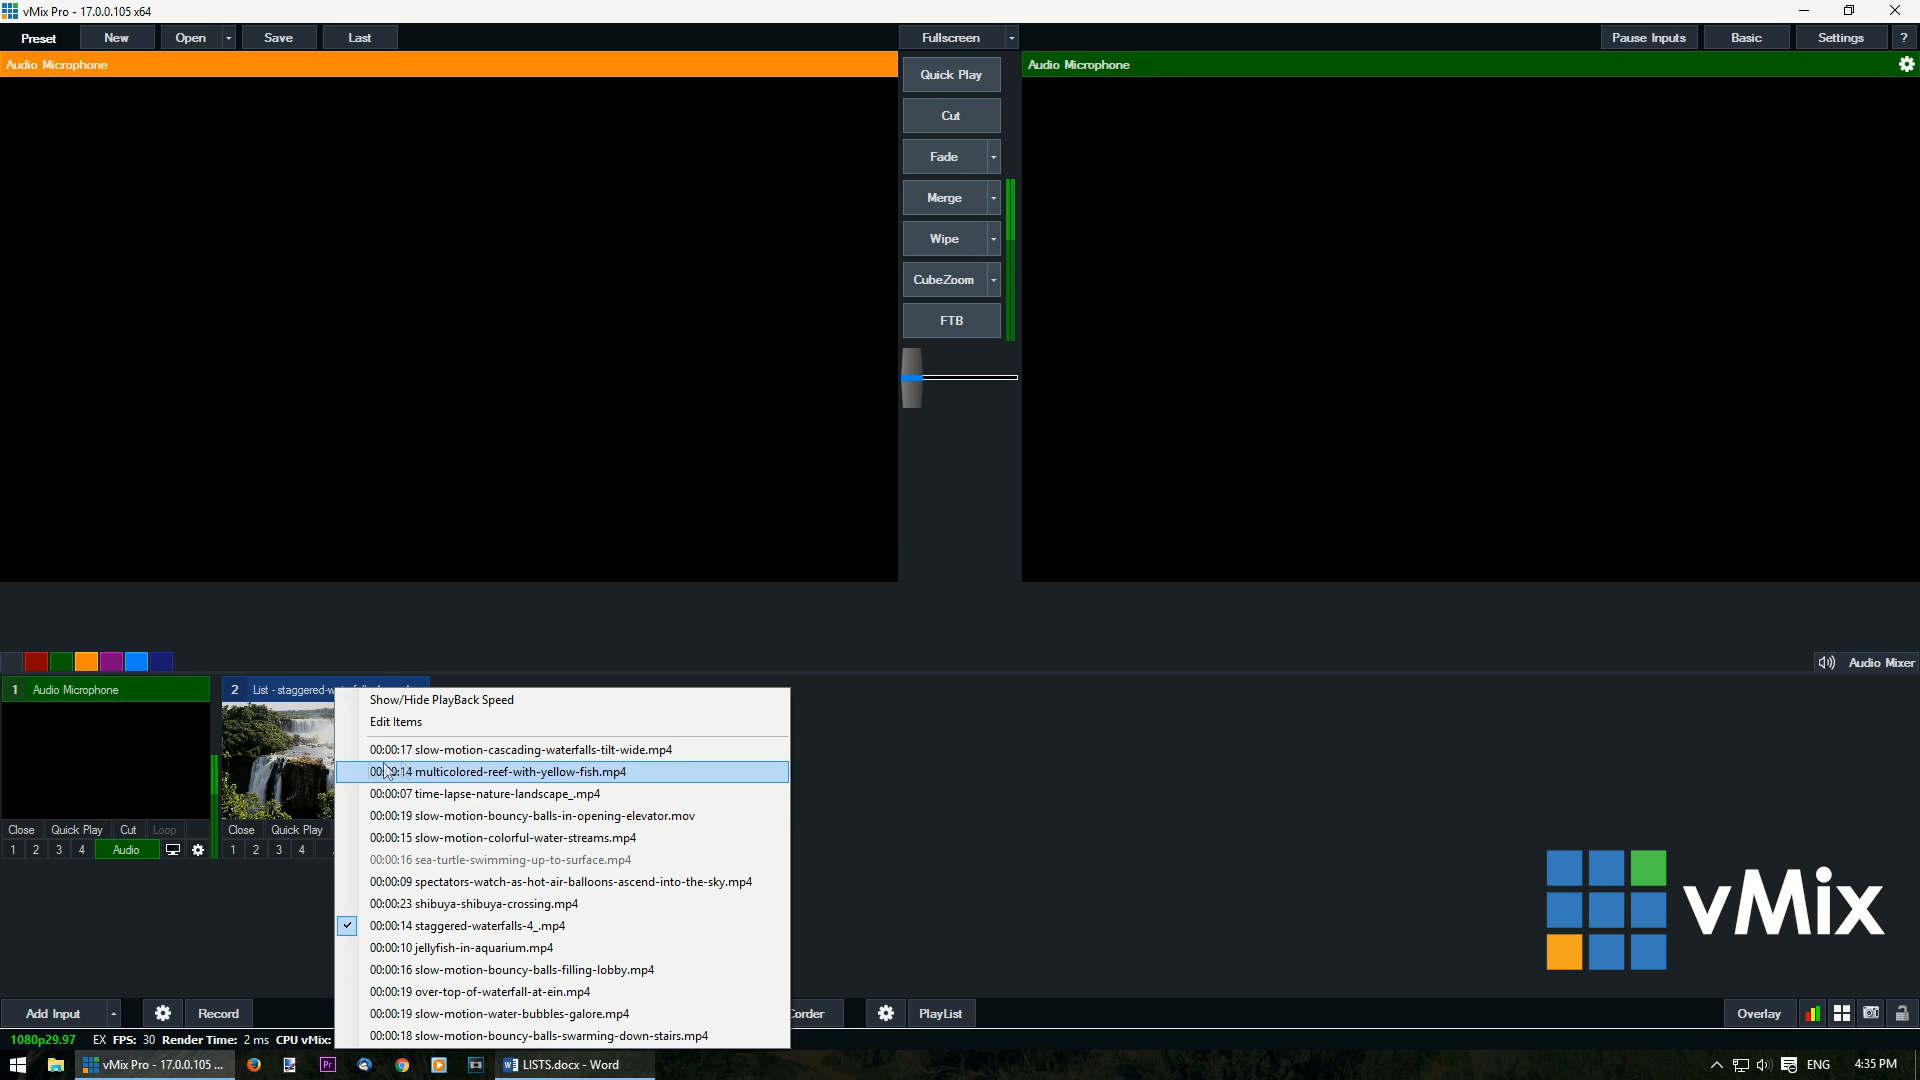 vMix Pro - 17.0.0.105 x64
Preset New Open Save Last Fullscreen Pause Inputs Basic Settings ?
Audio Microphone
Audio Microphone
Quick Play
Cut
Fade
Merge
Wipe
CubeZoom
FTB
Audio Mixer
1 Audio Microphone
2 List - staggered-
Show/Hide PlayBack Speed
Edit Items
00:00:17 slow-motion-cascading-waterfalls-tilt-wide.mp4
multicolored-reef-with-yellow-fish.mp4
00:00:07 time-lapse-nature-landscape_.mp4
00:00:19 slow-motion-bouncy-balls-in-opening-elevator.mov
00:00:15 slow-motion-colorful-water-streams.mp4
00:00:16 sea-turtle-swimming-up-to-surface.mp4
00:00:09 spectators-watch-as-hot-air-balloons-ascend-into-the-sky.mp4
00:00:23 shibuya-shibuya-crossing.mp4
00:00:14 staggered-waterfalls-4_.mp4
00:00:10 jellyfish-in-aquarium.mp4
00:00:16 slow-motion-bouncy-balls-filling-lobby.mp4
00:00:19 over-top-of-waterfall-at-ein.mp4
00:00:19 slow-motion-water-bubbles-galore.mp4
00:00:18 slow-motion-bouncy-balls-swarming-down-stairs.mp4
Close Quick Play Cut Loop Close Quick Play
1 2 3 4 Audio 1 2 3 4
vMix
Add Input Record corder PlayList Overlay
1080p29.97 EX FPS: 30 Render Time: 2 ms CPU vMix:
vMix Pro - 17.0.0.105 ... Pr LISTS.docx - Word ENG 4:35 PM